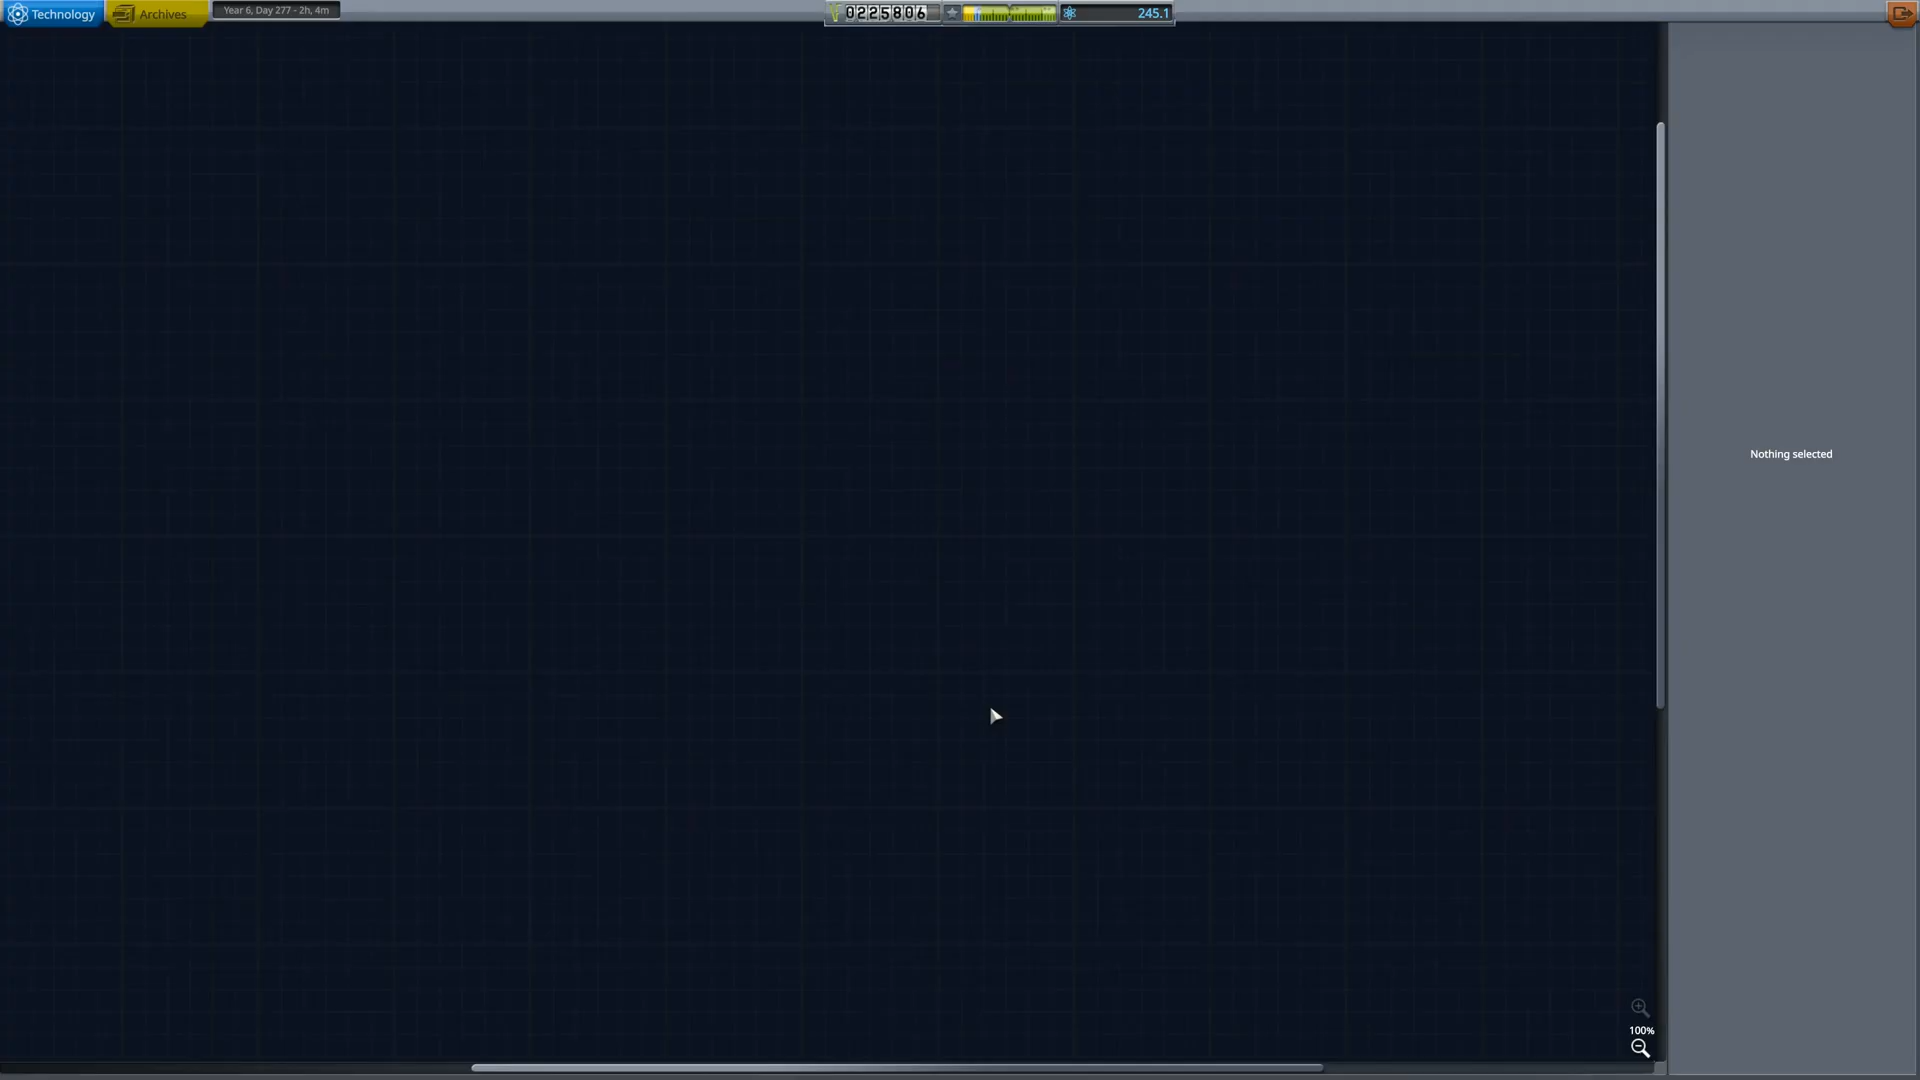 Technology
Archives
Year 6, Day 277 - 2h, 4m
0225806
245.1
Nothing selected
100%